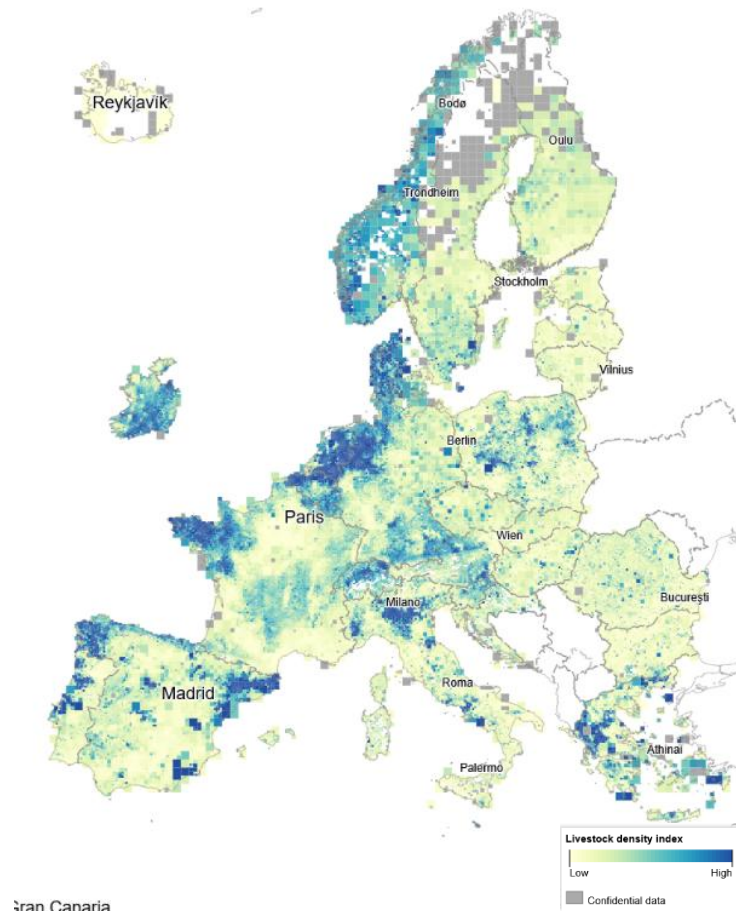 Reykjavík
Bodø
Oulu
Trondheim
Stockholm
Vilnius
Berlin
Paris
Wien
Milano
București
Madrid
Roma
Athinai
Palermo
Livestock density index
Low
High
Confidential data
Gran Canaria